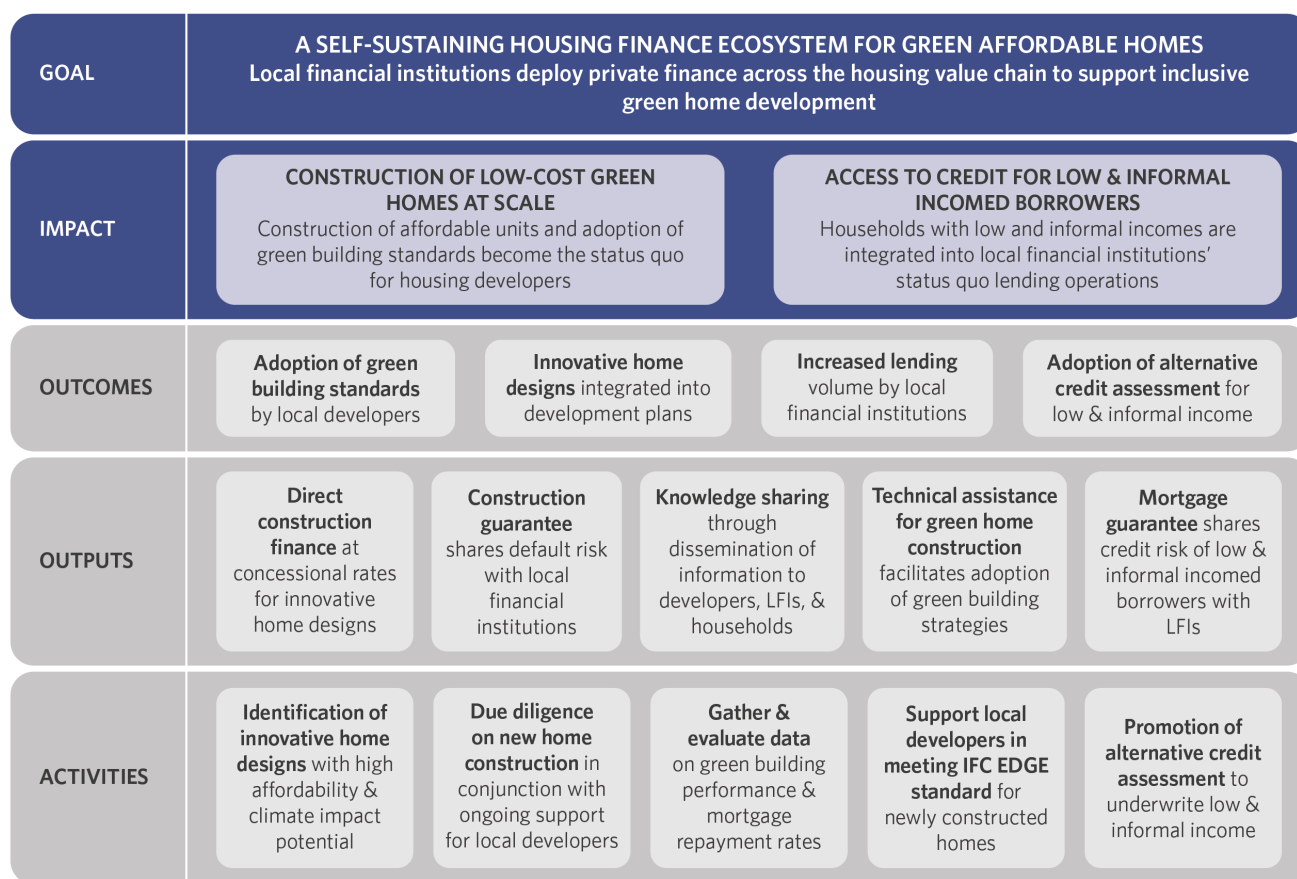 GOAL
A SELF-SUSTAINING HOUSING FINANCE ECOSYSTEM FOR GREEN AFFORDABLE HOMES
Local financial institutions deploy private finance across the housing value chain to support inclusive
green home development
IMPACT
CONSTRUCTION OF LOW-COST GREEN
HOMES AT SCALE
Construction of affordable units and adoption of
green building standards become the status quo
for housing developers
ACCESS TO CREDIT FOR LOW & INFORMAL
INCOMED BORROWERS
Households with low and informal incomes are
integrated into local financial institutions’
status quo lending operations
OUTCOMES
Adoption of green
building standards
by local developers
Innovative home
designs integrated into
development plans
Increased lending
volume by local
financial institutions
Adoption of alternative
credit assessment for
low & informal income
OUTPUTS
Direct
construction
finance at
concessional rates
for innovative
home designs
Construction
guarantee
shares default risk
with local
financial
institutions
Knowledge sharing
through
dissemination of
information to
developers, LFIs, &
households
Technical assistance
for green home
construction
facilitates adoption
of green building
strategies
Mortgage
guarantee shares
credit risk of low &
informal incomed
borrowers with
LFIs
ACTIVITIES
Identification of
innovative home
designs with high
affordability &
climate impact
potential
Due diligence
on new home
construction in
conjunction with
ongoing support
for local developers
Gather &
evaluate data
on green building
performance &
mortgage
repayment rates
Support local
developers in
meeting IFC EDGE
standard for
newly constructed
homes
Promotion of
alternative credit
assessment to
underwrite low &
informal income